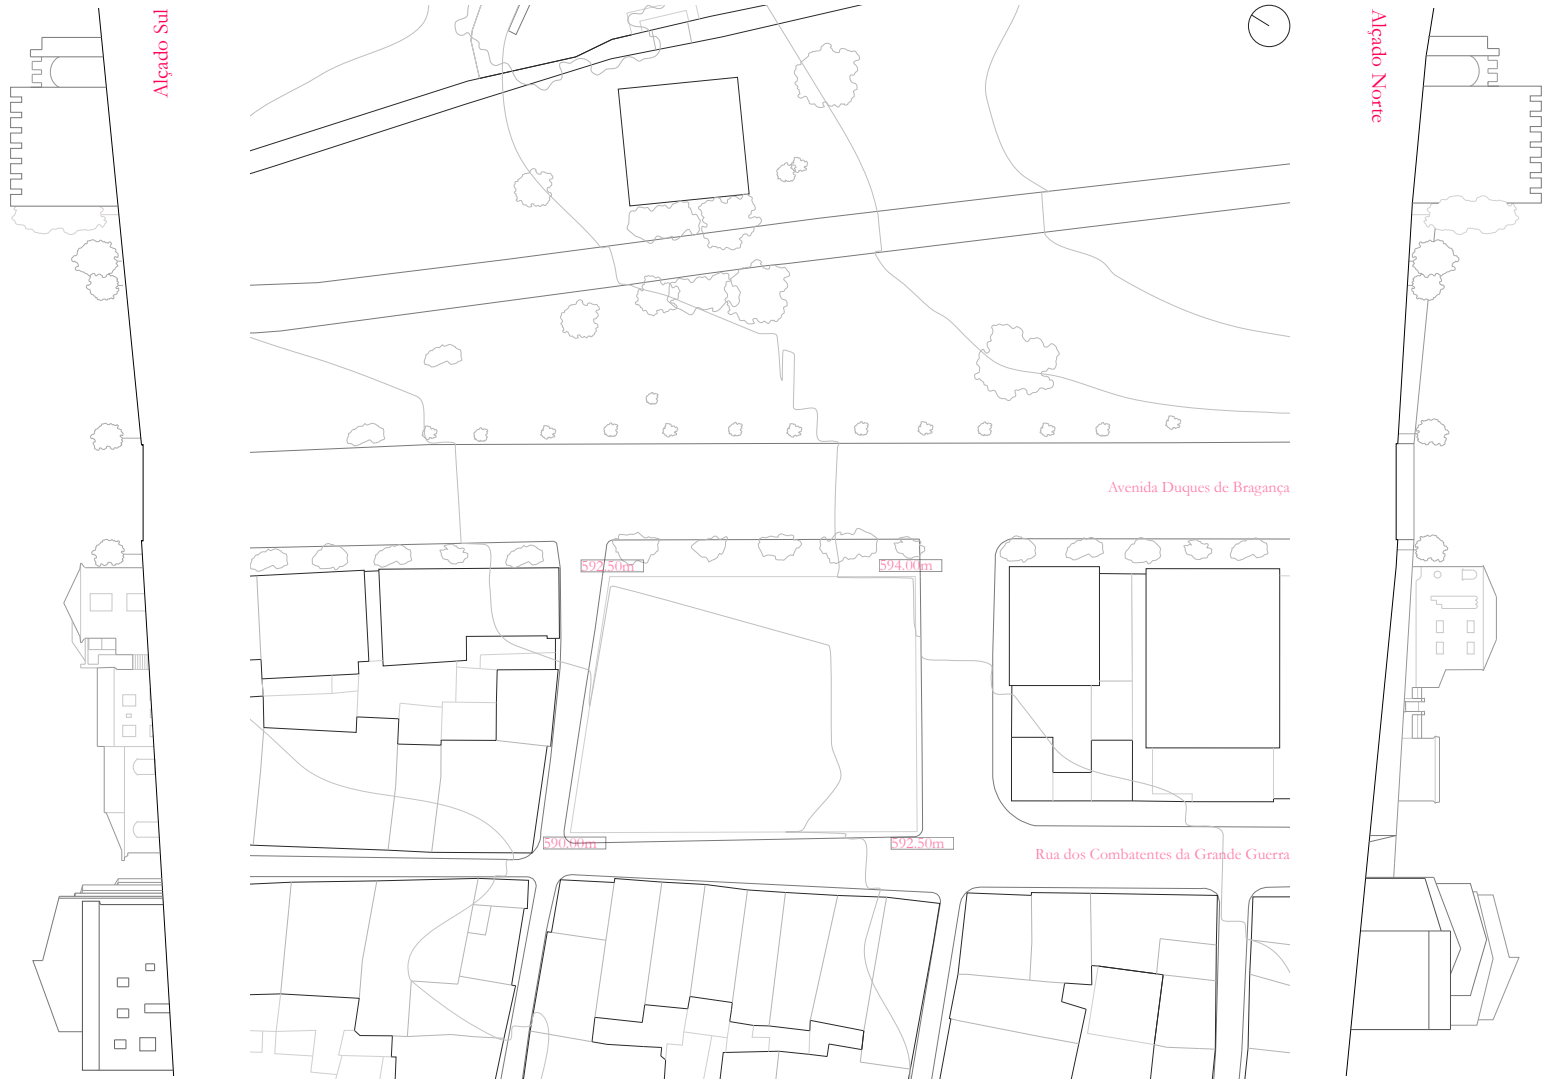 Alçado Sul
Alçado Norte
Avenida Duques de Bragança
592.50m
594.00m
590.00m
592.50m
Rua dos Combatentes da Grande Guerra